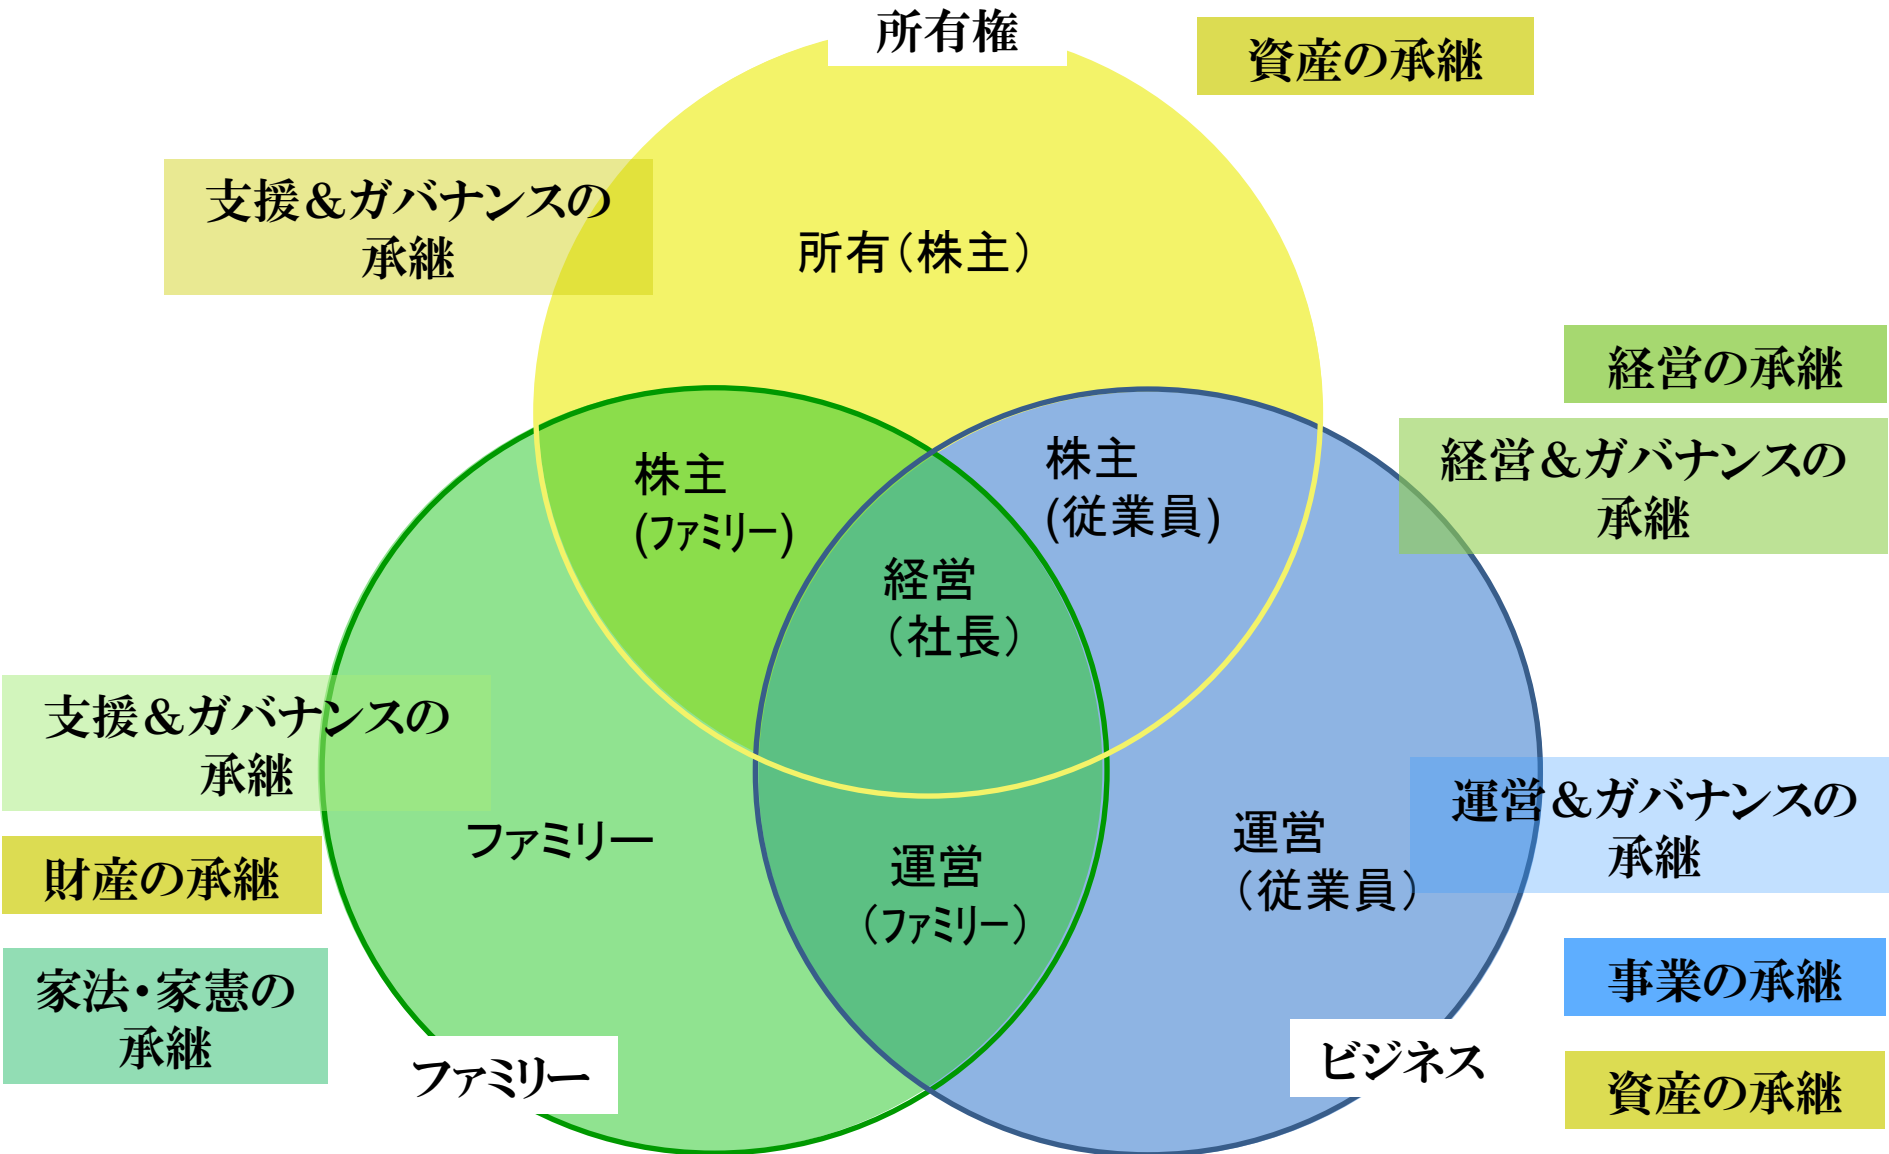 所有権
資産の承継
支援&ガバナンスの
承継
所有(株主)
経営の承継
経営&ガバナンスの
承継
株主
(ファミリー)
株主
(従業員)
経営
(社長)
支援&ガバナンスの
承継
ファミリー
運営
(ファミリー)
運営
(従業員)
運営&ガバナンスの
承継
財産の承継
家法・家憲の
承継
事業の承継
ファミリー
ビジネス
資産の承継